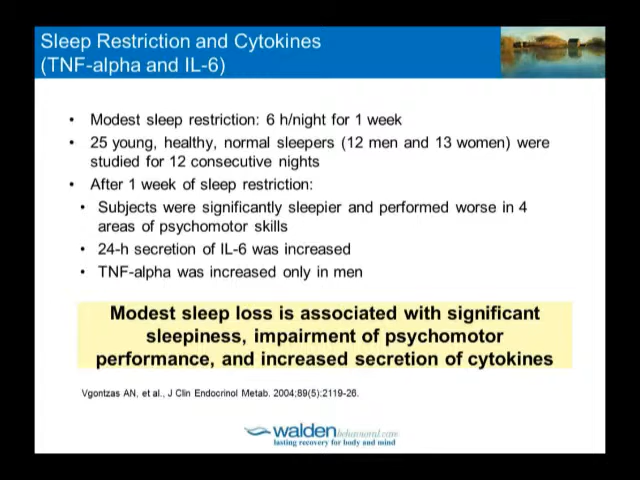 Sleep Restriction and Cytokines
(TNF-alpha and IL-6)
• Modest sleep restriction: 6 h/night for 1 week
• 25 young, healthy, normal sleepers (12 men and 13 women) were
studied for 12 consecutive nights
• After 1 week of sleep restriction:
• Subjects were significantly sleepier and performed worse in 4
areas of psychomotor skills
• 24-h secretion of IL-6 was increased
• TNF-alpha was increased only in men
Modest sleep loss is associated with significant
sleepiness, impairment of psychomotor
performance, and increased secretion of cytokines
Vgontzas AN, et al., J Clin Endocrinol Metab. 2004;89(5):2119-26.
walden behavioral care
lasting recovery for body and mind